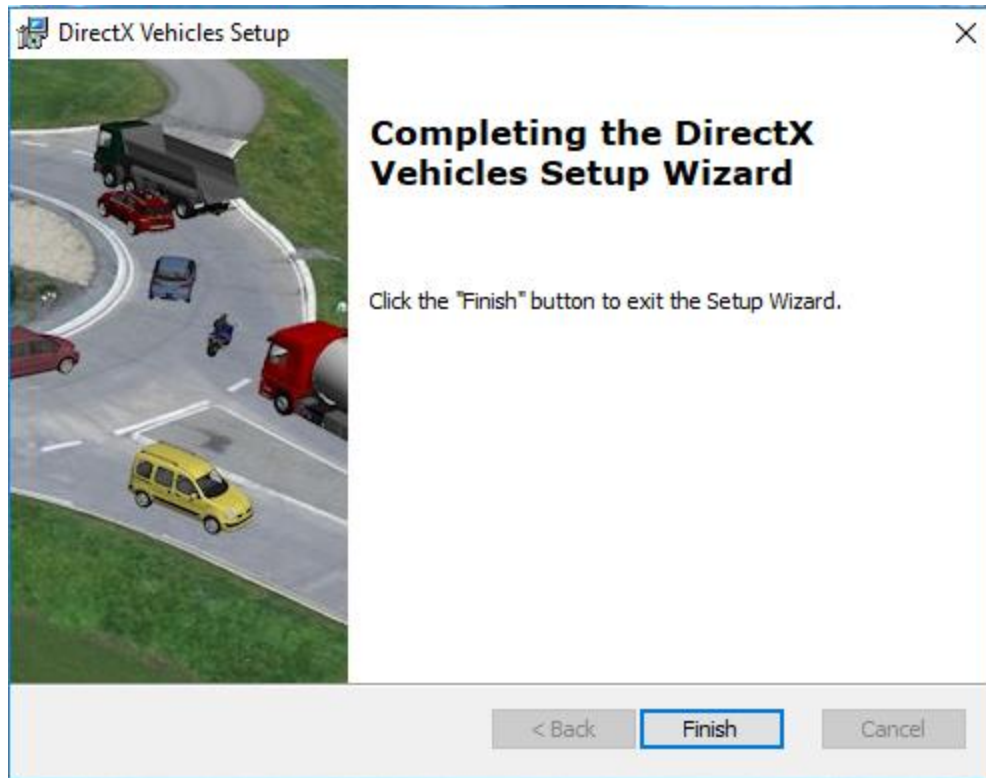 DirectX Vehicles Setup
Completing the DirectX
Vehicles Setup Wizard
Click the "Finish" button to exit the Setup Wizard.
< Back Finish Cancel